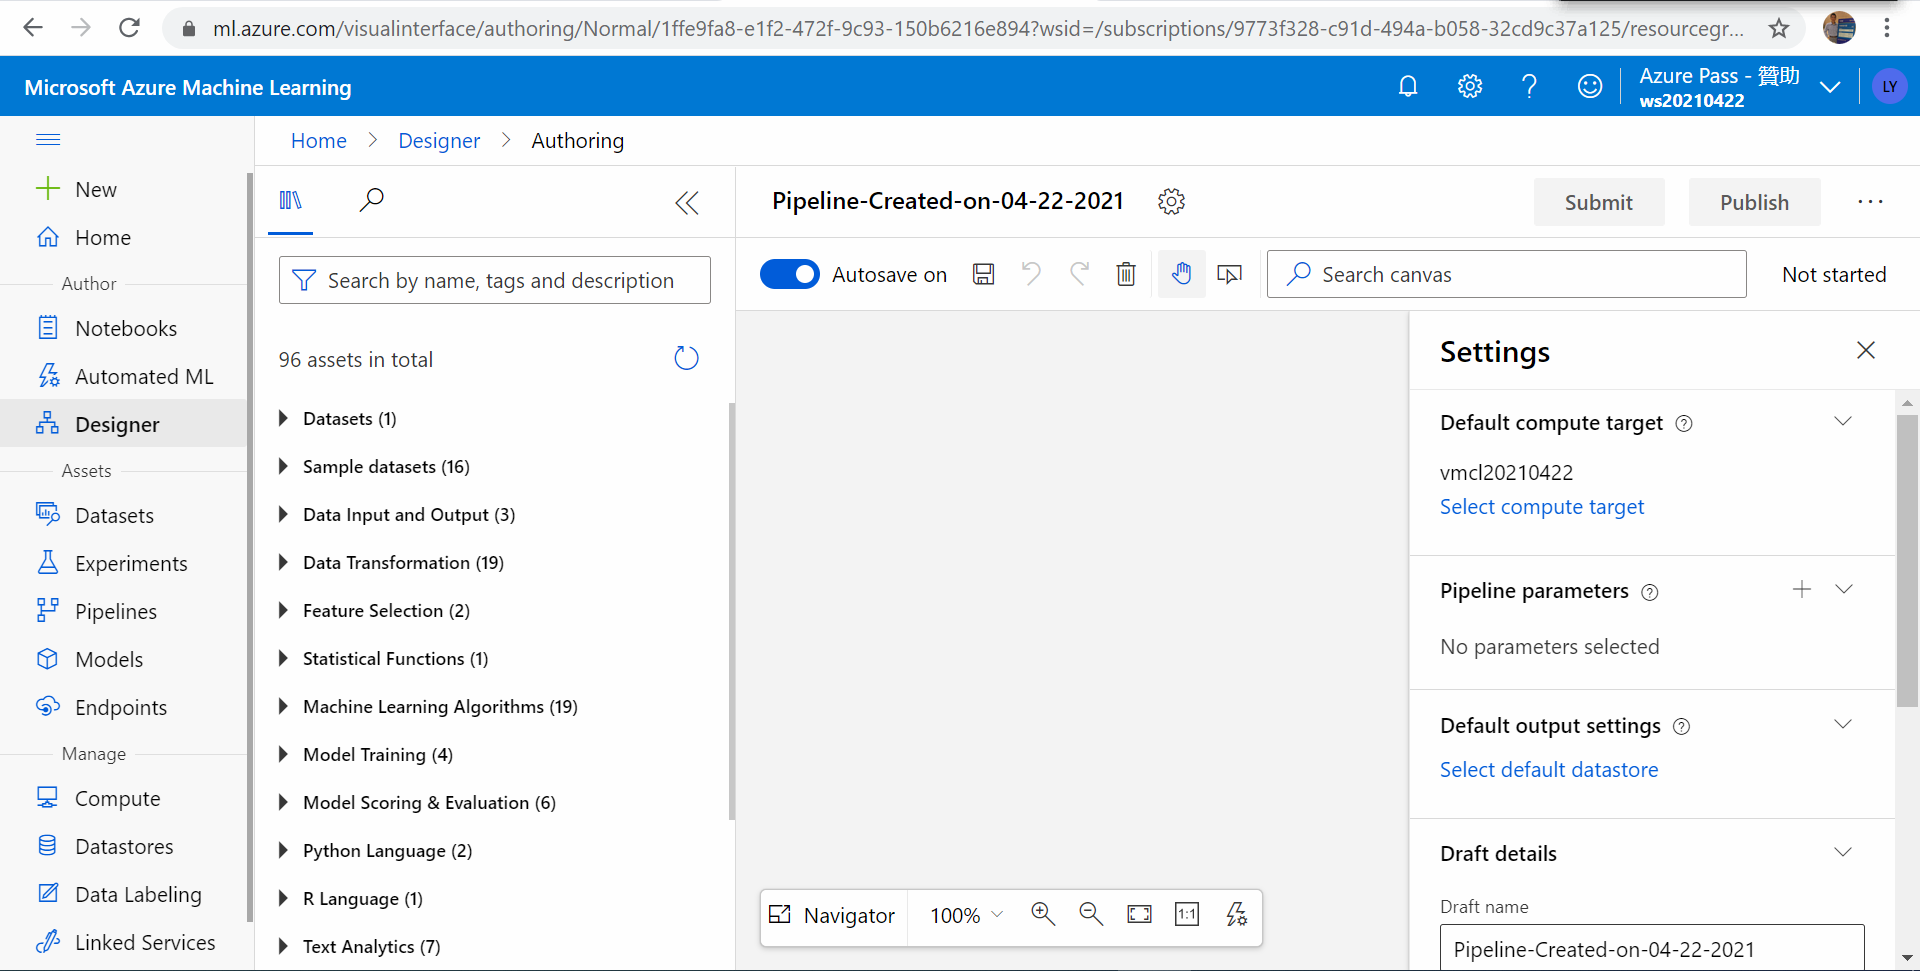 ml.azure.com/visualinterface/authoring/Normal/1ffe9fa8-e1f2-472f-9c93-150b6216e894?wsid=/subscriptions/9773f328-c91d-494a-b058-32cd9c37a125/resourcegr...
Microsoft Azure Machine Learning
Azure Pass - 贊助
ws20210422
LY
New
Home
Author
Notebooks
Automated ML
Designer
Assets
Datasets
Experiments
Pipelines
Models
Endpoints
Manage
Compute
Datastores
Data Labeling
Linked Services
Home > Designer > Authoring
Search by name, tags and description
96 assets in total
Datasets (1)
Sample datasets (16)
Data Input and Output (3)
Data Transformation (19)
Feature Selection (2)
Statistical Functions (1)
Machine Learning Algorithms (19)
Model Training (4)
Model Scoring & Evaluation (6)
Python Language (2)
R Language (1)
Text Analytics (7)
Pipeline-Created-on-04-22-2021
Submit
Publish
...
Autosave on
Search canvas
Not started
Navigator
100%
1:1
Settings
Default compute target
vmcl20210422
Select compute target
Pipeline parameters
No parameters selected
Default output settings
Select default datastore
Draft details
Draft name
Pipeline-Created-on-04-22-2021